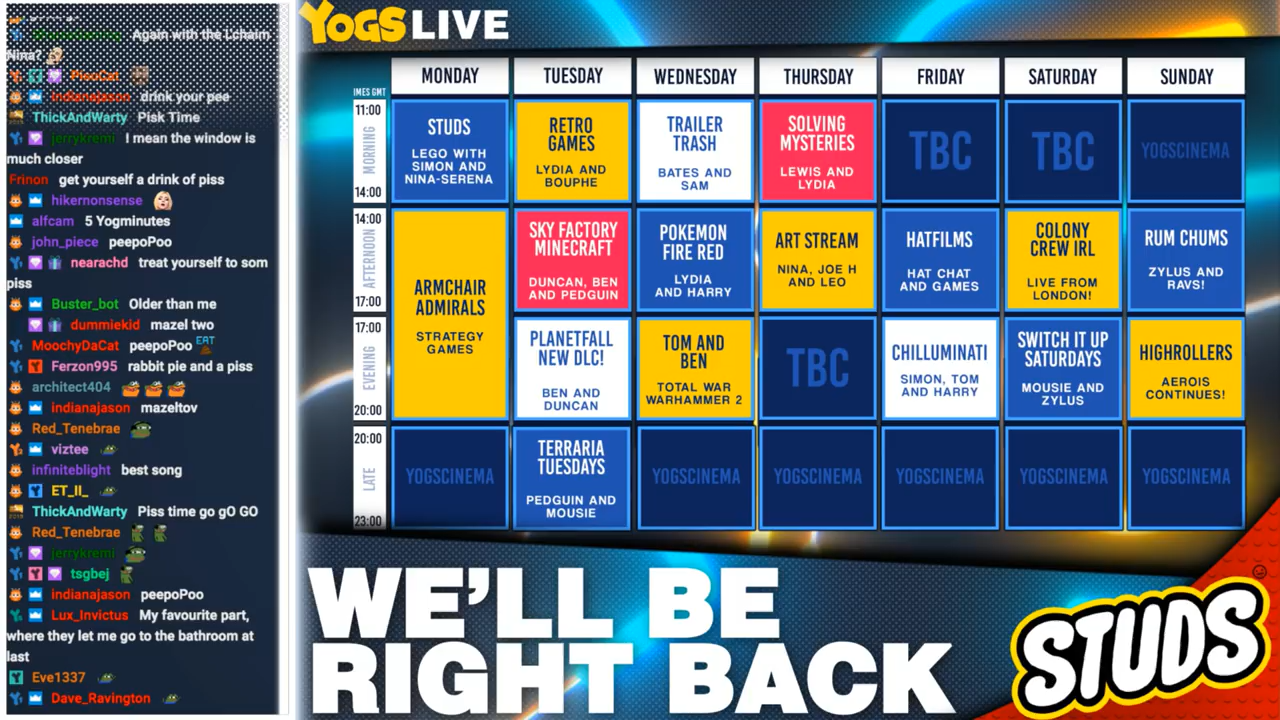 Again with the Lchaim
Nina?
PlouCat
indianajason drink your pee
ThickAndWarty Pisk Time
jerrykremi I mean the window is
much closer
Frinon get yourself a drink of piss
hikernonsense
alfcam 5 Yogminutes
john_piece peepoPoo
nearachd treat yourself to som
piss
Buster_bot Older than me
dummiekid mazel two
MoochyDaCat peepoPoo EAT
Ferzon995 rabbit pie and a piss
architect404
indianajason mazeltov
Red_Tenebrae
viztee
infiniteblight best song
ET_II_
ThickAndWarty Piss time go gO GO
Red_Tenebrae
jerrykremi
tsgbej
indianajason peepoPoo
Lux_Invictus My favourite part,
where they let me go to the bathroom at
last
Eve1337
Dave_Ravington
YOGSLIVE
IMES GMT
MONDAY TUESDAY WEDNESDAY THURSDAY FRIDAY SATURDAY SUNDAY
11:00
MORNING
14:00
STUDS
LEGO WITH
SIMON AND
NINA-SERENA
RETRO
GAMES
LYDIA AND
BOUPHE
TRAILER
TRASH
BATES AND
SAM
SOLVING
MYSTERIES
LEWIS AND
LYDIA
TBC
TBC
YOGSCINEMA
14:00
AFTERNOON
17:00
ARMCHAIR
ADMIRALS
STRATEGY
GAMES
SKY FACTORY
MINECRAFT
DUNCAN, BEN
AND PEDGUIN
POKEMON
FIRE RED
LYDIA
AND HARRY
ART STREAM
NINA, JOE H
AND LEO
HATFILMS
HAT CHAT
AND GAMES
COLONY
CREW IRL
LIVE FROM
LONDON!
RUM CHUMS
ZYLUS AND
RAVS!
17:00
EVENING
20:00
PLANETFALL
NEW DLC!
BEN AND
DUNCAN
TOM AND
BEN
TOTAL WAR
WARHAMMER 2
TBC
CHILLUMINATI
SIMON, TOM
AND HARRY
SWITCH IT UP
SATURDAYS
MOUSIE AND
ZYLUS
HIGHROLLERS
AEROIS
CONTINUES!
20:00
LATE
23:00
YOGSCINEMA
TERRARIA
TUESDAYS
PEDGUIN AND
MOUSIE
YOGSCINEMA
YOGSCINEMA
YOGSCINEMA
YOGSCINEMA
YOGSCINEMA
WE'LL BE
RIGHT BACK
STUDS